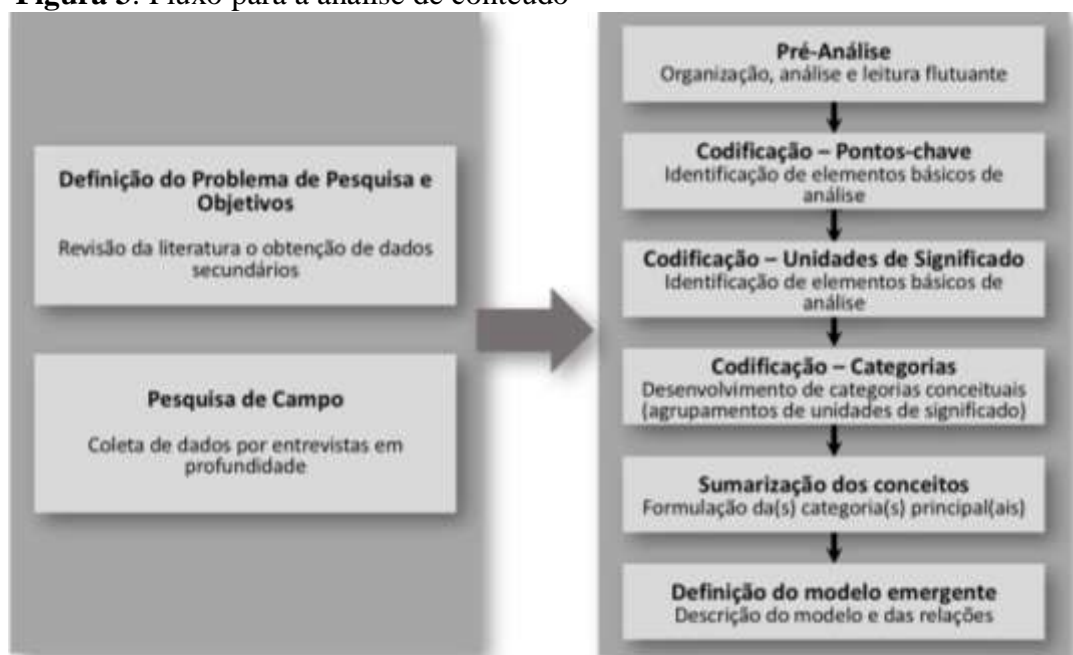 Figura 3: Fluxo para a análise de conteúdo
Definição do Problema de Pesquisa e
Objetivos
Revisão da literatura o obtenção de dados
secundários
Pesquisa de Campo
Coleta de dados por entrevistas em
profundidade
Pré-Análise
Organização, análise e leitura flutuante
Codificação – Pontos-chave
Identificação de elementos básicos de
análise
Codificação – Unidades de Significado
Identificação de elementos básicos de
análise
Codificação – Categorias
Desenvolvimento de categorias conceituais
(agrupamentos de unidades de significado)
Sumarização dos conceitos
Formulação da(s) categoria(s) principal(ais)
Definição do modelo emergente
Descrição do modelo e das relações